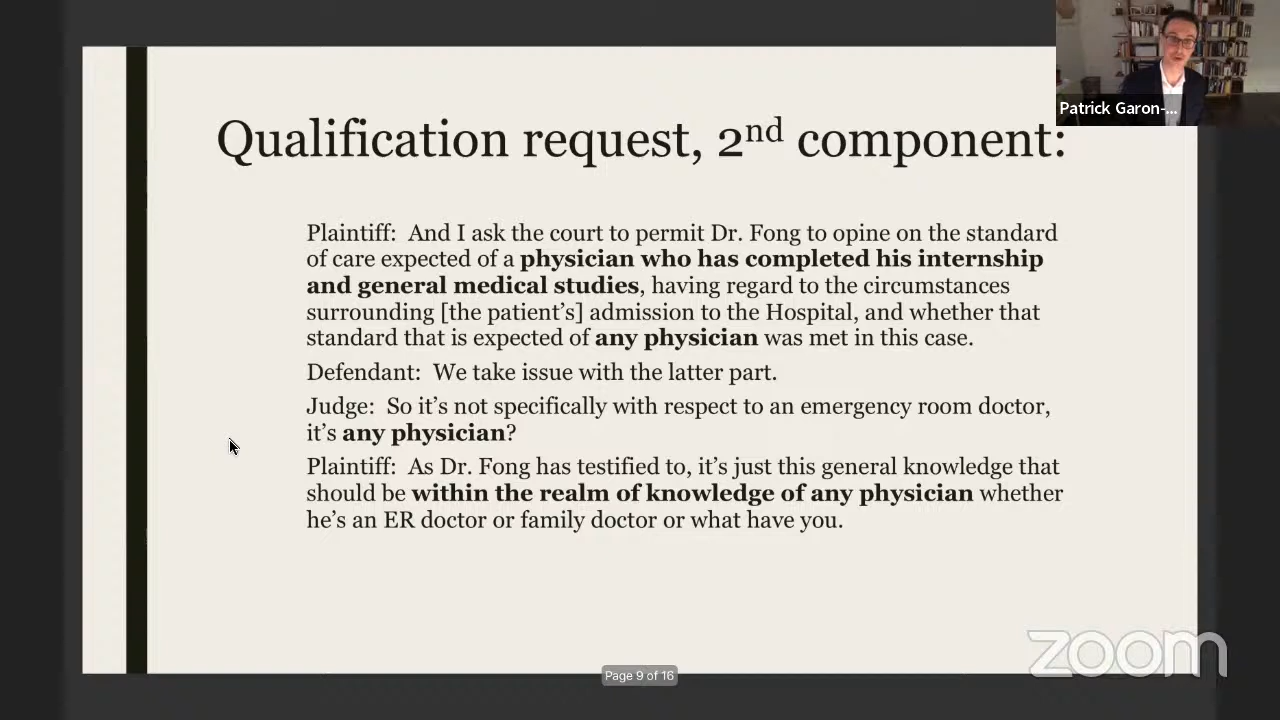 Patrick Garon-...
Qualification request, 2nd component:
Plaintiff:  And I ask the court to permit Dr. Fong to opine on the standard
of care expected of a physician who has completed his internship
and general medical studies, having regard to the circumstances
surrounding [the patient’s] admission to the Hospital, and whether that
standard that is expected of any physician was met in this case.
Defendant:  We take issue with the latter part.
Judge:  So it’s not specifically with respect to an emergency room doctor,
it’s any physician?
Plaintiff:  As Dr. Fong has testified to, it’s just this general knowledge that
should be within the realm of knowledge of any physician whether
he’s an ER doctor or family doctor or what have you.
zoom
Page 9 of 16